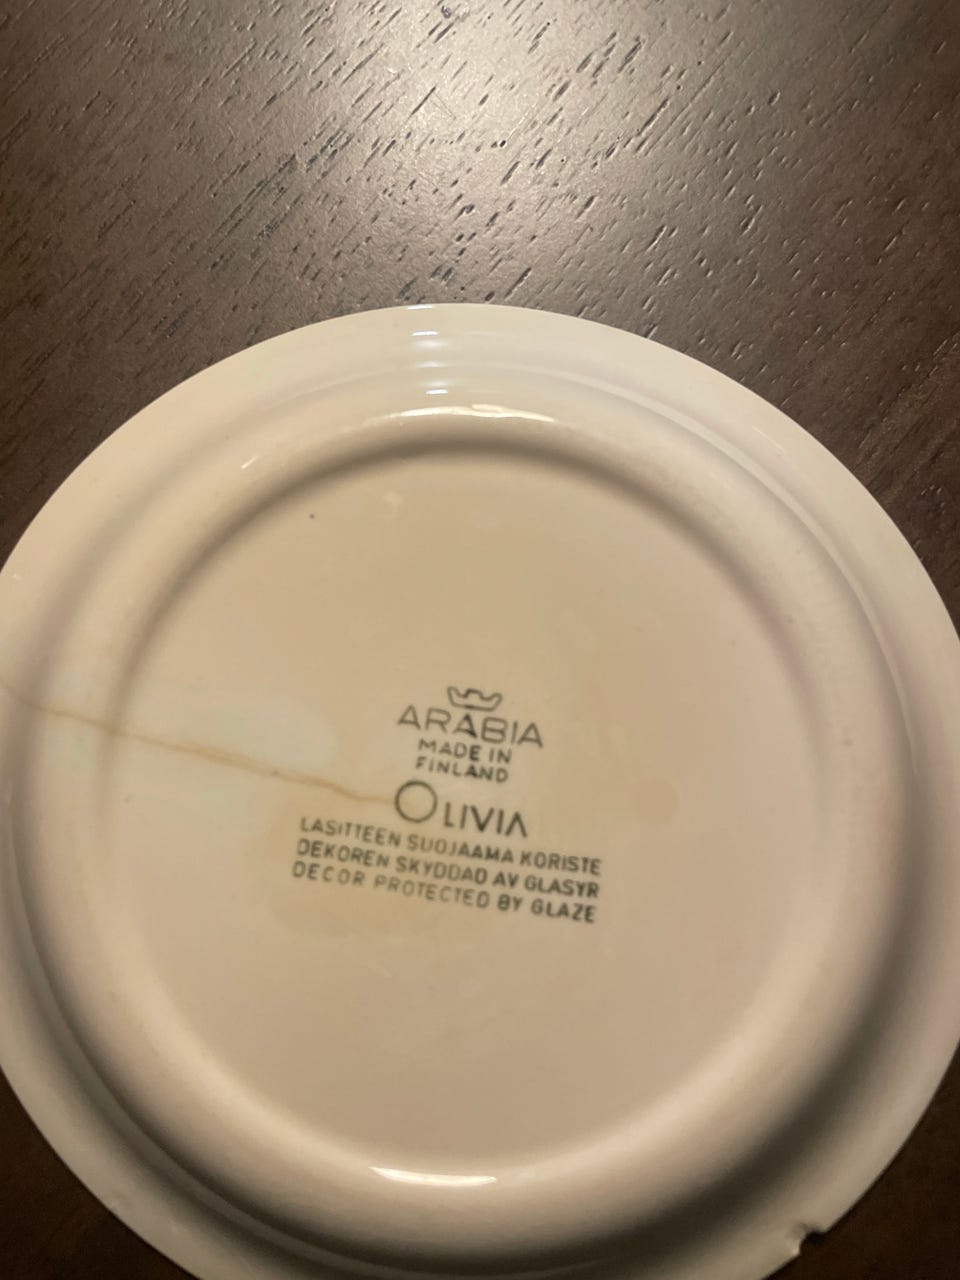 ARABIA
MADE IN
FINLAND
OLIVIA
LASITTEEN SUOJAAMA KORISTE
DEKOREN SKYDDAD AV GLASYR
DECOR PROTECTED BY GLAZE